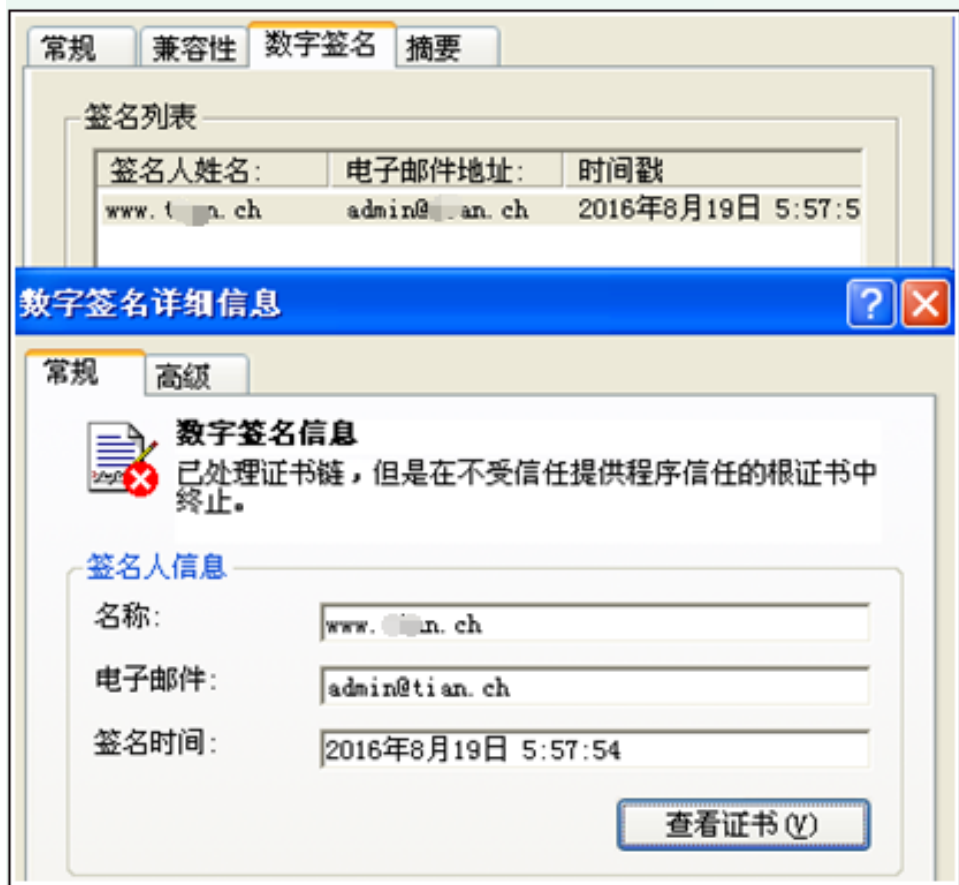 常规 兼容性 数字签名 摘要
签名列表
签名人姓名: 电子邮件地址: 时间戳
2016年8月19日 5:57:5
数字签名详细信息
常规 高级
数字签名信息
已处理证书链，但是在不受信任提供程序信任的根证书中
终止。
签名人信息
名称:
电子邮件: admin@tian.ch
签名时间: 2016年8月19日 5:57:54
查看证书(V)